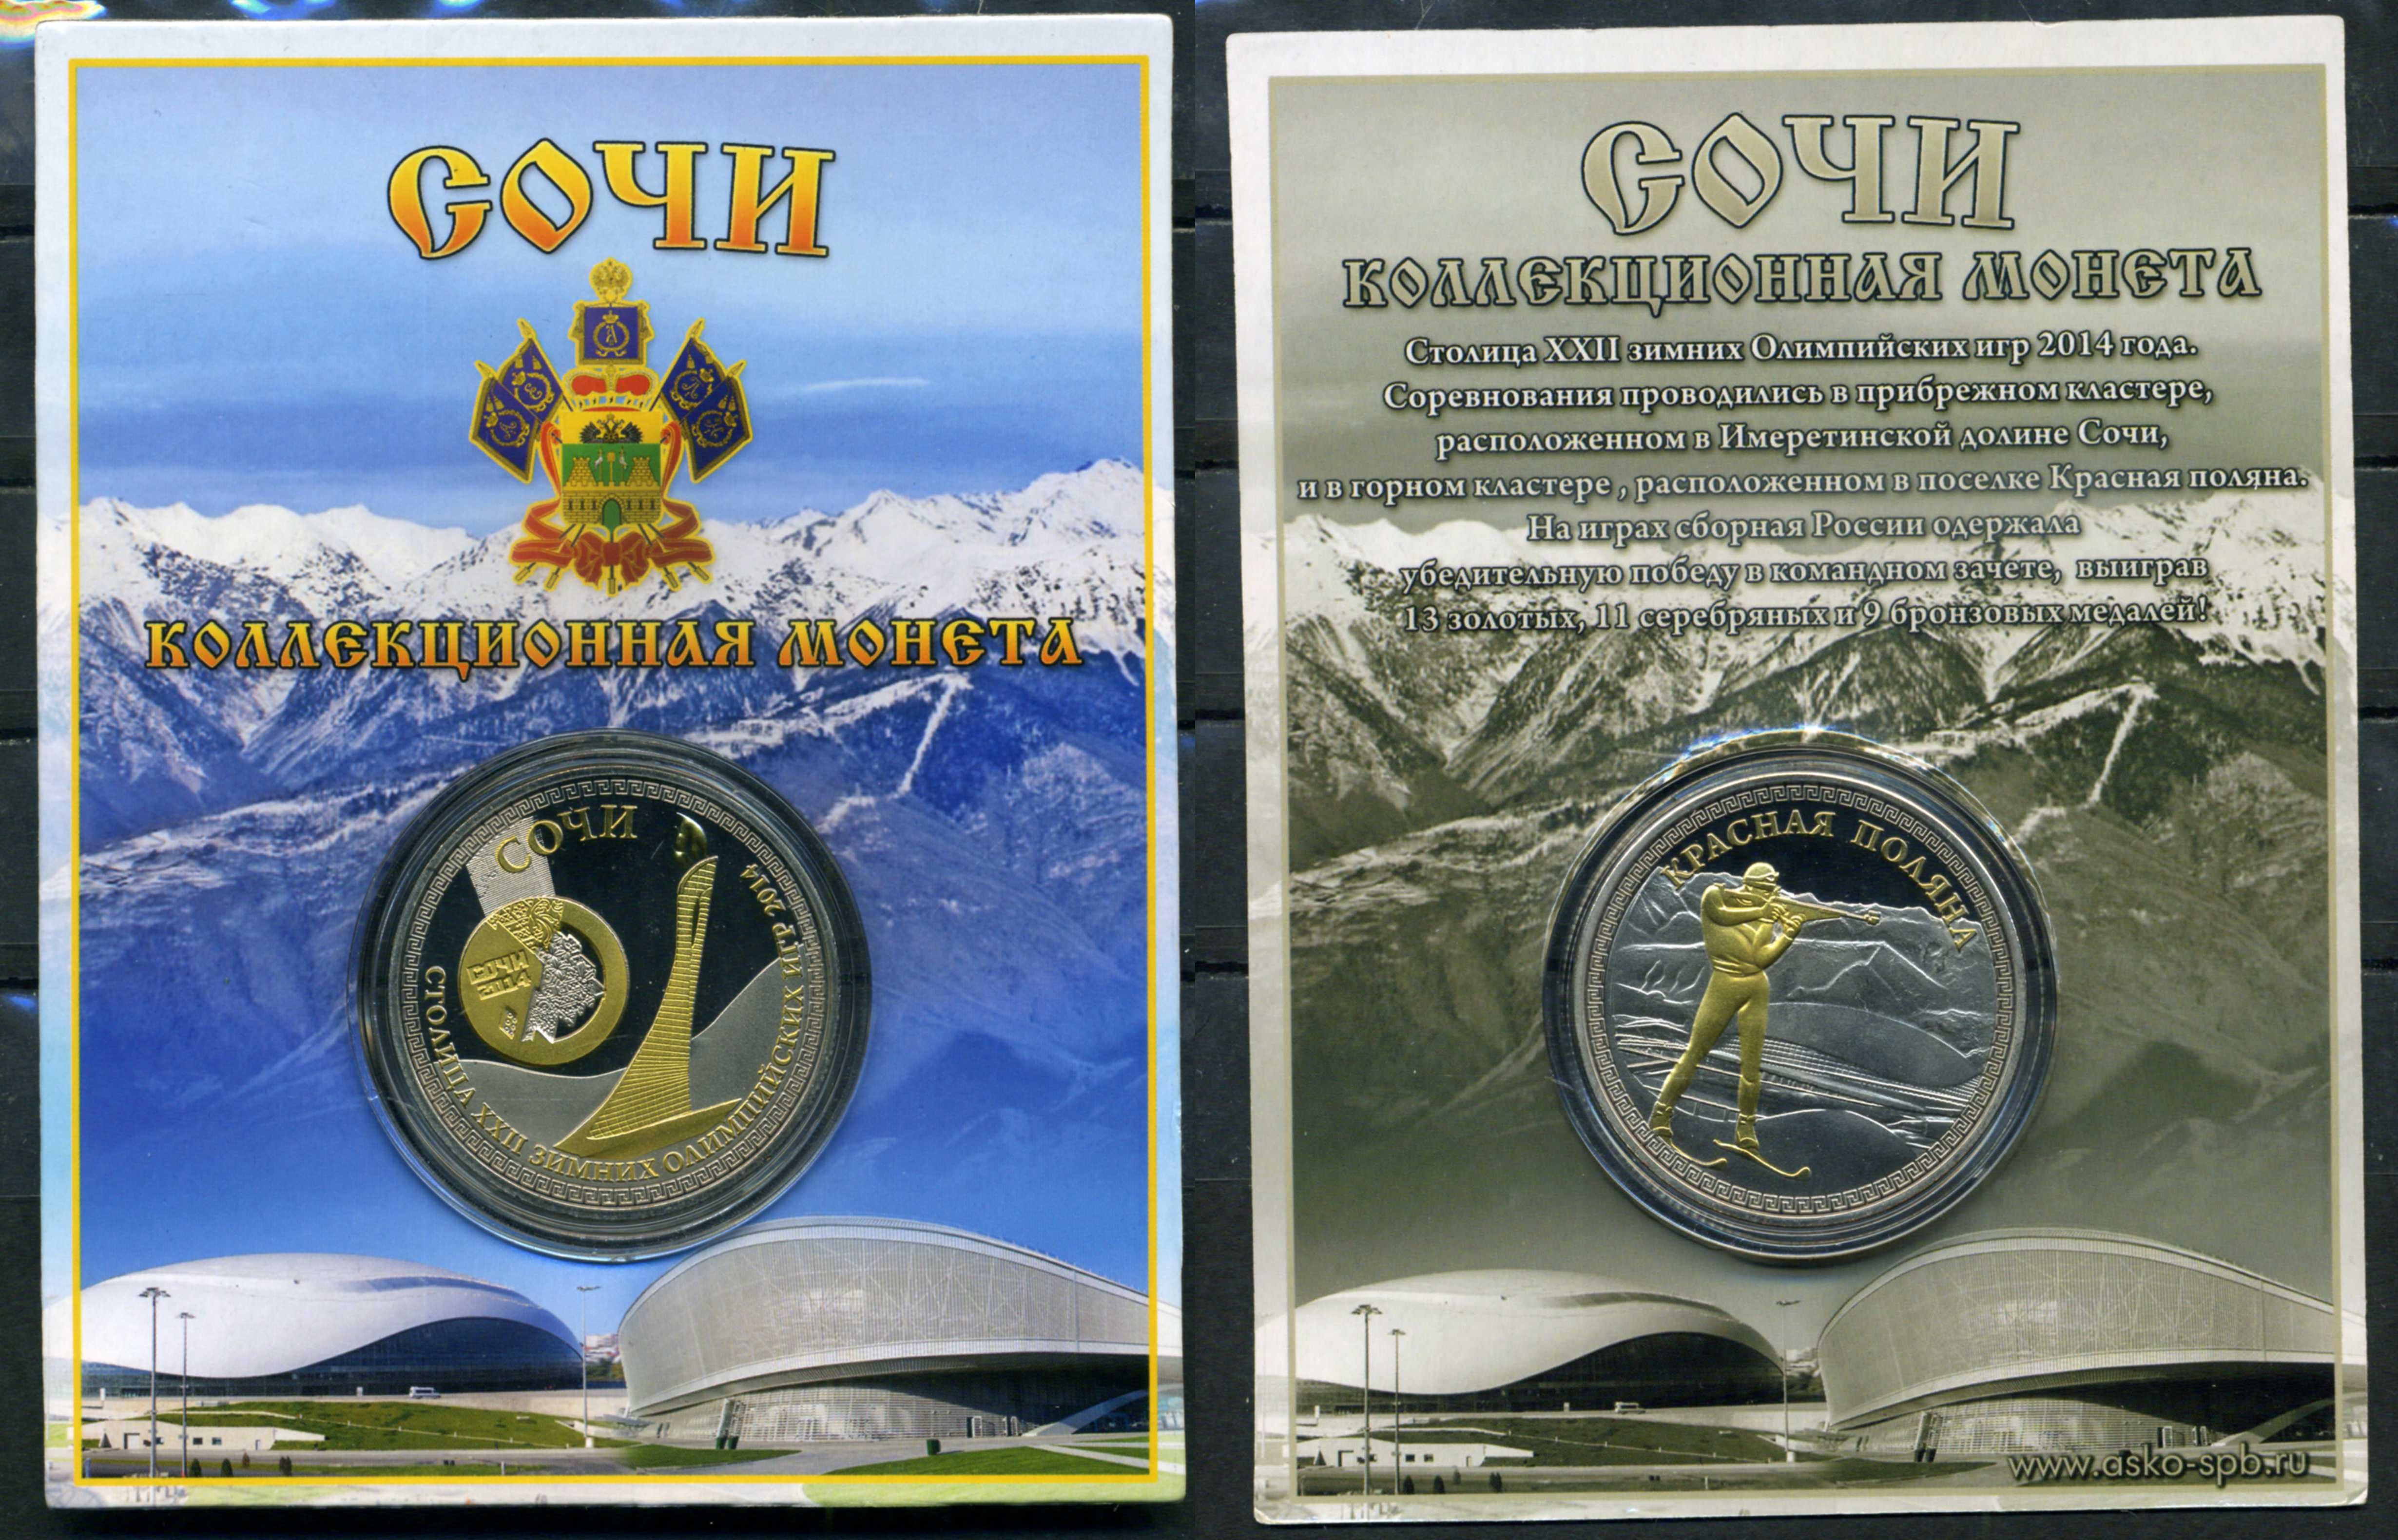 СОЧИ
КОЛЛЕКЦИОННАЯ МОНЕТА
СОЧИ
СОЧИ
2014
СТОЛИЦА XXII ЗИМНИХ ОЛИМПИЙСКИХ ИГР 2014
СОЧИ
КОЛЛЕКЦИОННАЯ МОНЕТА
Столица XXII зимних Олимпийских игр 2014 года.
Соревнования проводились в прибрежном кластере,
расположенном в Имеретинской долине Сочи,
и в горном кластере , расположенном в поселке Красная поляна.
На играх сборная России одержала
убедительную победу в командном зачете, выиграв
13 золотых, 11 серебряных и 9 бронзовых медалей!
КРАСНАЯ ПОЛЯНА
www.asko-spb.ru